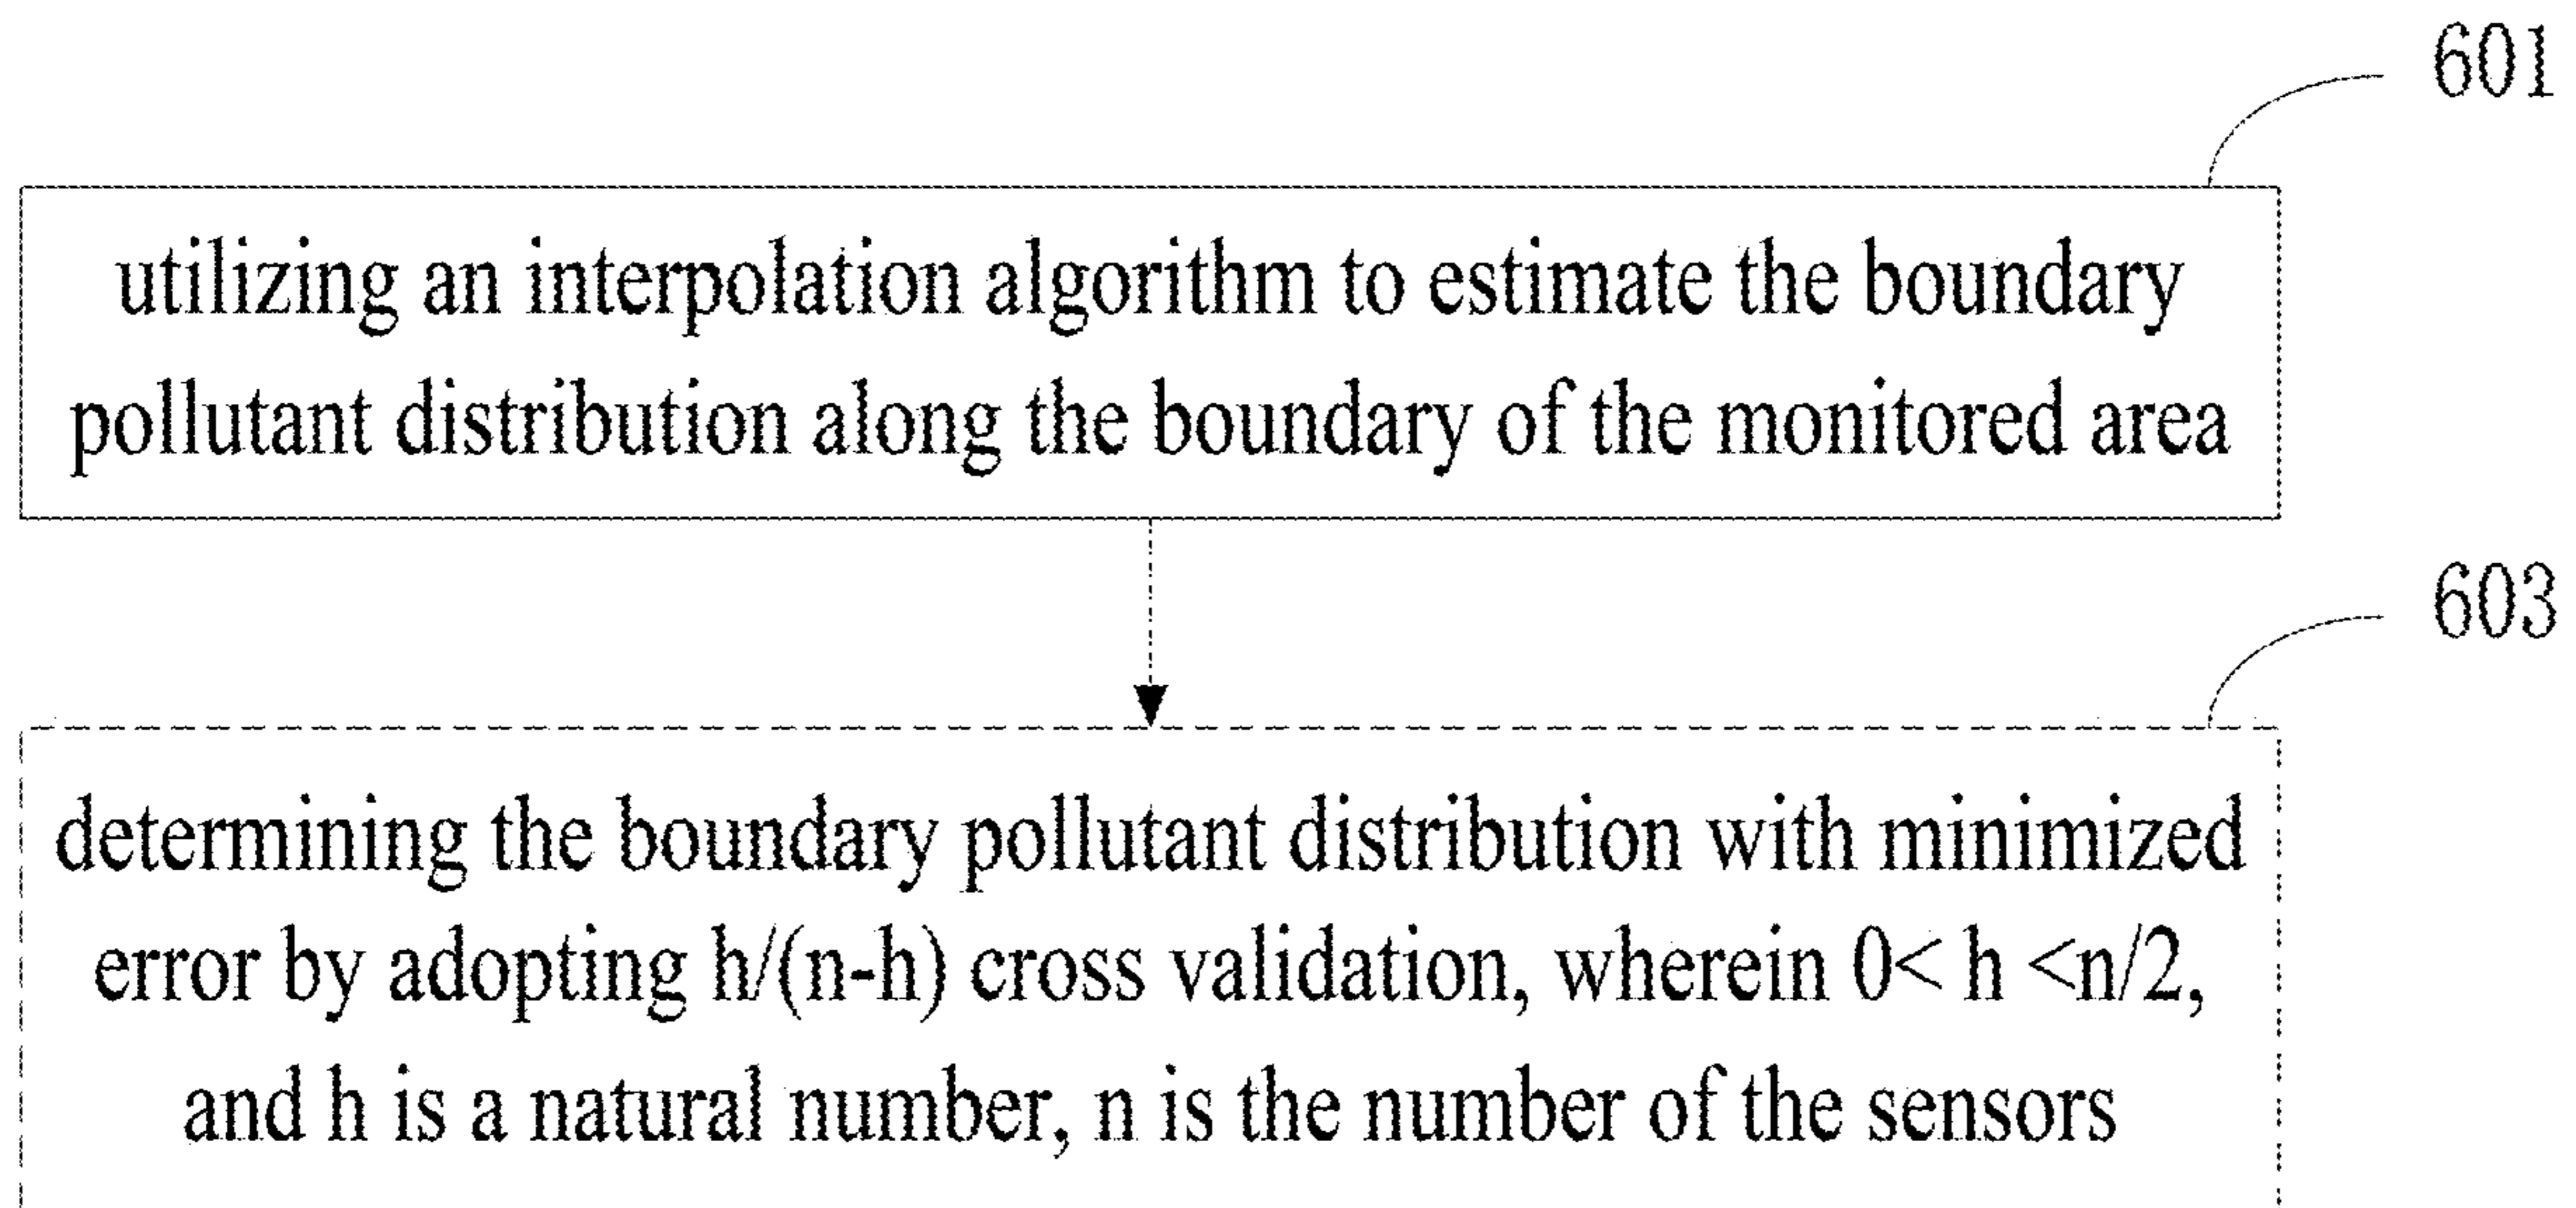 601
utilizing an interpolation algorithm to estimate the boundary
pollutant distribution along the boundary of the monitored area
603
determining the boundary pollutant distribution with minimized
error by adopting h/(n-h) cross validation, wherein 0< h <n/2,
and h is a natural number, n is the number of the sensors